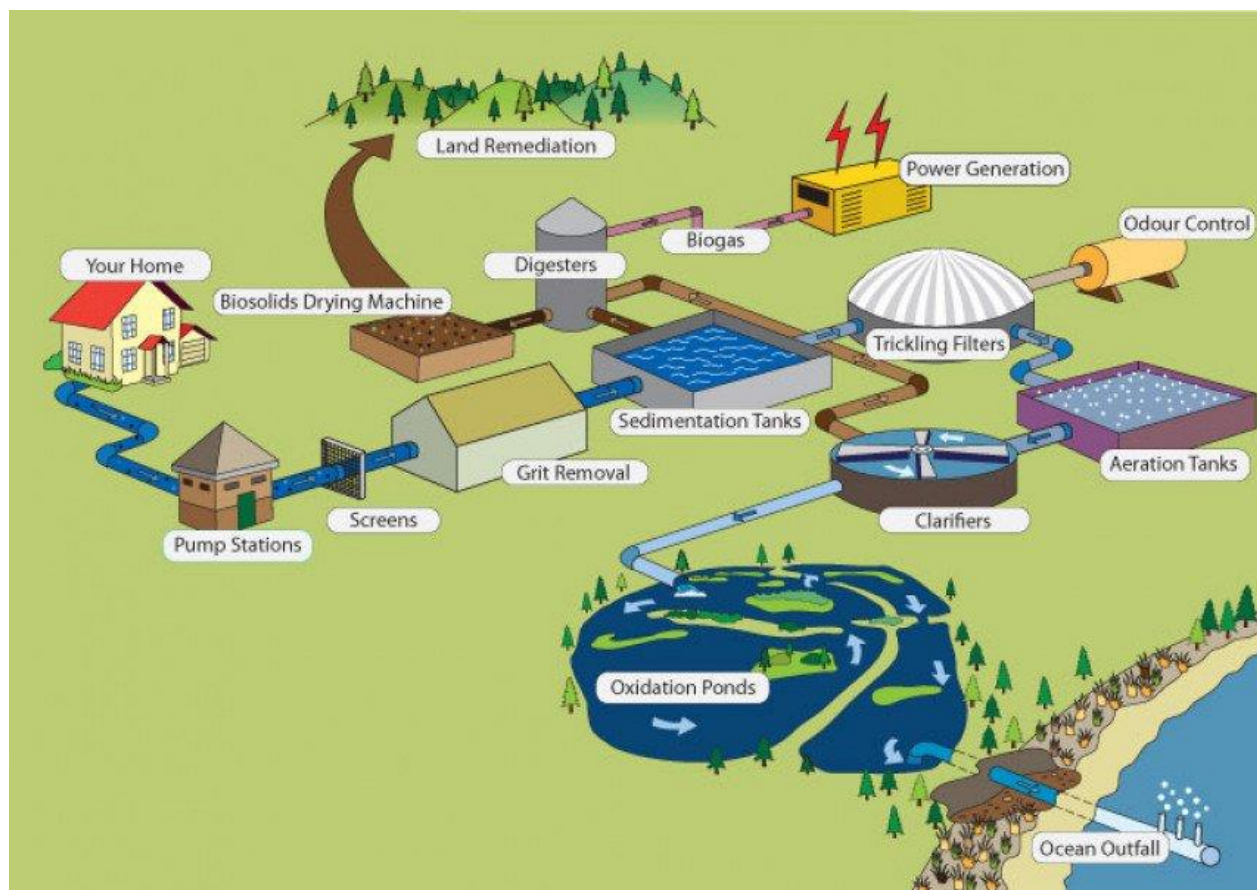 Land Remediation
Power Generation
Biogas
Odour Control
Your Home
Digesters
Biosolids Drying Machine
Trickling Filters
Sedimentation Tanks
Grit Removal
Aeration Tanks
Screens
Clarifiers
Pump Stations
Oxidation Ponds
Ocean Outfall